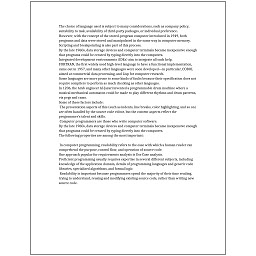 The choice of language used is subject to many considerations, such as company policy,
suitability to task, availability of third-party packages, or individual preference.
However, with the concept of the stored-program computer introduced in 1949, both
programs and data were stored and manipulated in the same way in computer memory.
Scripting and breakpointing is also part of this process.
By the late 1960s, data storage devices and computer terminals became inexpensive enough
that programs could be created by typing directly into the computers.
Integrated development environments (IDEs) aim to integrate all such help.
FORTRAN, the first widely used high-level language to have a functional implementation,
came out in 1957, and many other languages were soon developed—in particular, COBOL
aimed at commercial data processing, and Lisp for computer research.
Some languages are more prone to some kinds of faults because their specification does not
require compilers to perform as much checking as other languages.
In 1206, the Arab engineer Al-Jazari invented a programmable drum machine where a
musical mechanical automaton could be made to play different rhythms and drum patterns,
via pegs and cams.
Some of these factors include:
The presentation aspects of this (such as indents, line breaks, color highlighting, and so on)
are often handled by the source code editor, but the content aspects reflect the
programmer's talent and skills.
Computer programmers are those who write computer software.
By the late 1960s, data storage devices and computer terminals became inexpensive enough
that programs could be created by typing directly into the computers.
The following properties are among the most important:

In computer programming, readability refers to the ease with which a human reader can
comprehend the purpose, control flow, and operation of source code.
One approach popular for requirements analysis is Use Case analysis.
Proficient programming usually requires expertise in several different subjects, including
knowledge of the application domain, details of programming languages and generic code
libraries, specialized algorithms, and formal logic.
Readability is important because programmers spend the majority of their time reading,
trying to understand, reusing, and modifying existing source code, rather than writing new
source code.